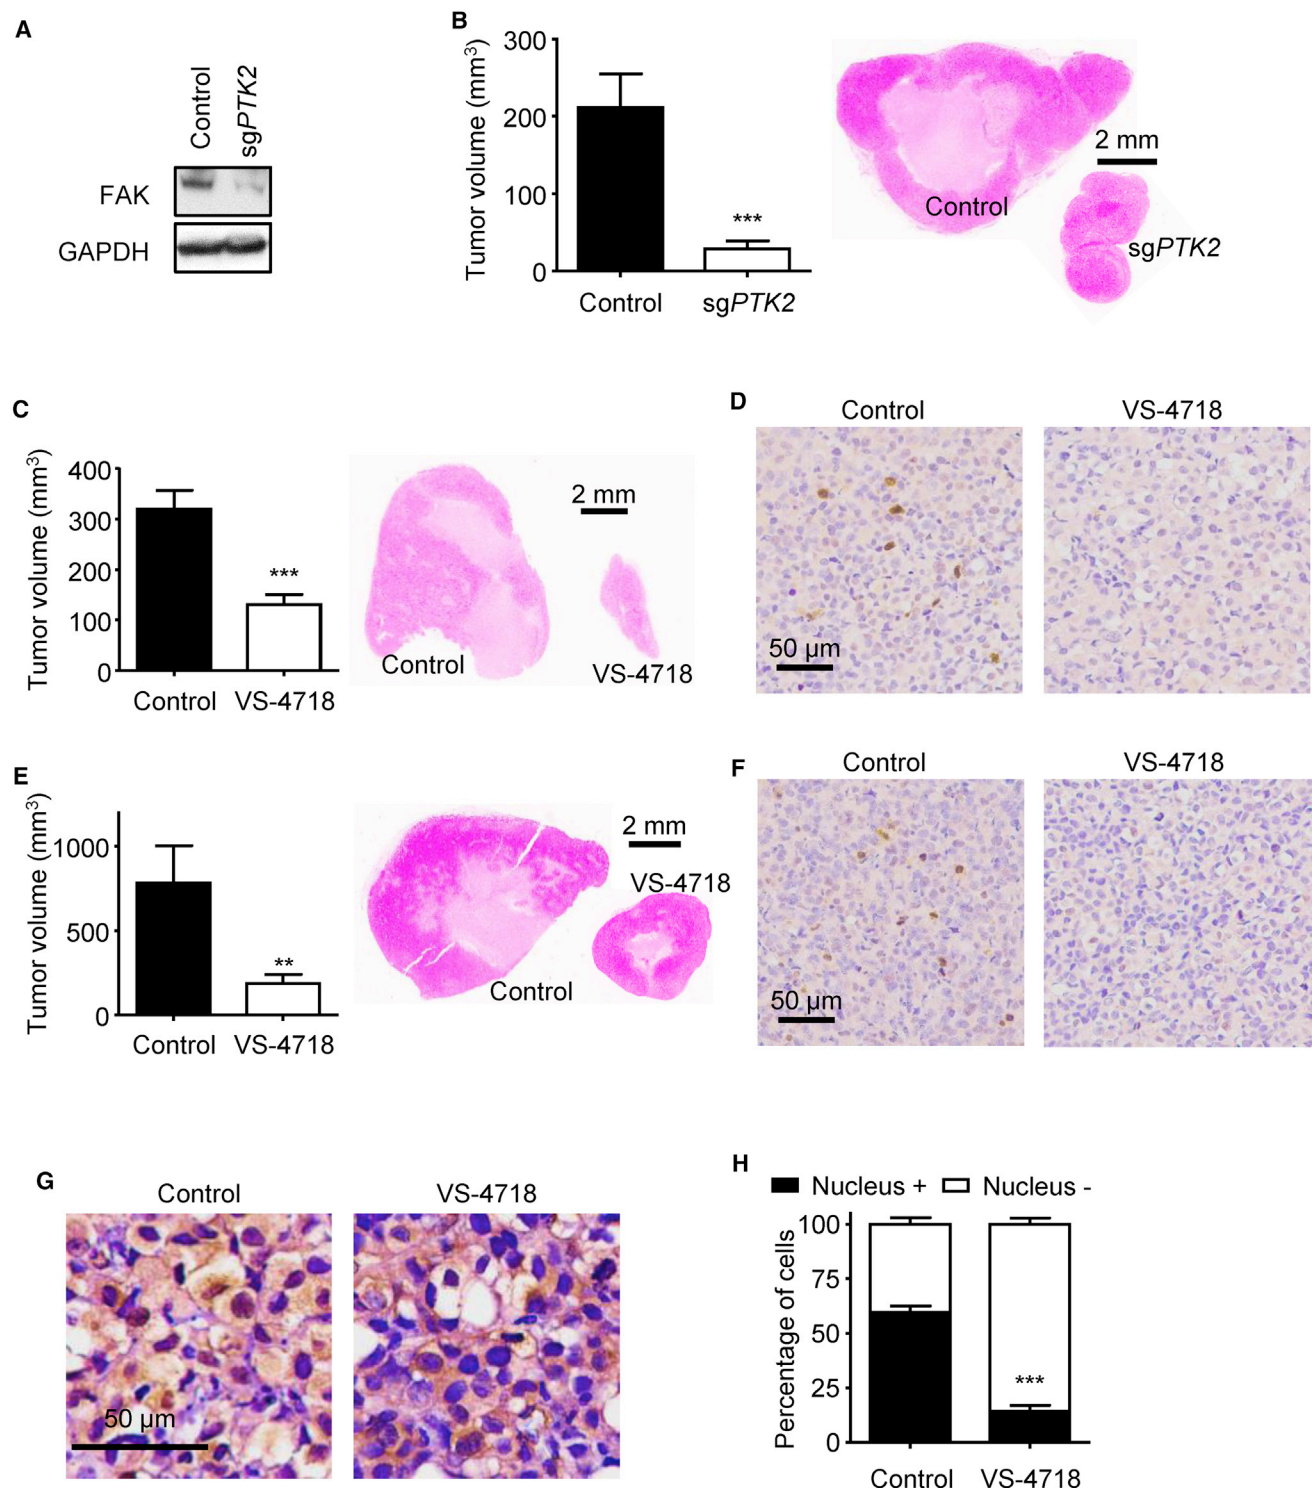 A
Control
sgPTK2
FAK
GAPDH
B
Tumor volume (mm³)
300
200
100
0
***
Control
sgPTK2
2 mm
Control
sgPTK2
C
Tumor volume (mm³)
400
300
200
100
0
***
Control
VS-4718
2 mm
Control
VS-4718
D
Control
VS-4718
50 µm
E
Tumor volume (mm³)
1000
500
0
**
Control
VS-4718
2 mm
VS-4718
Control
F
Control
VS-4718
50 µm
G
Control
VS-4718
50 µm
H
Nucleus + Nucleus -
Percentage of cells
100
75
50
25
0
***
Control
VS-4718